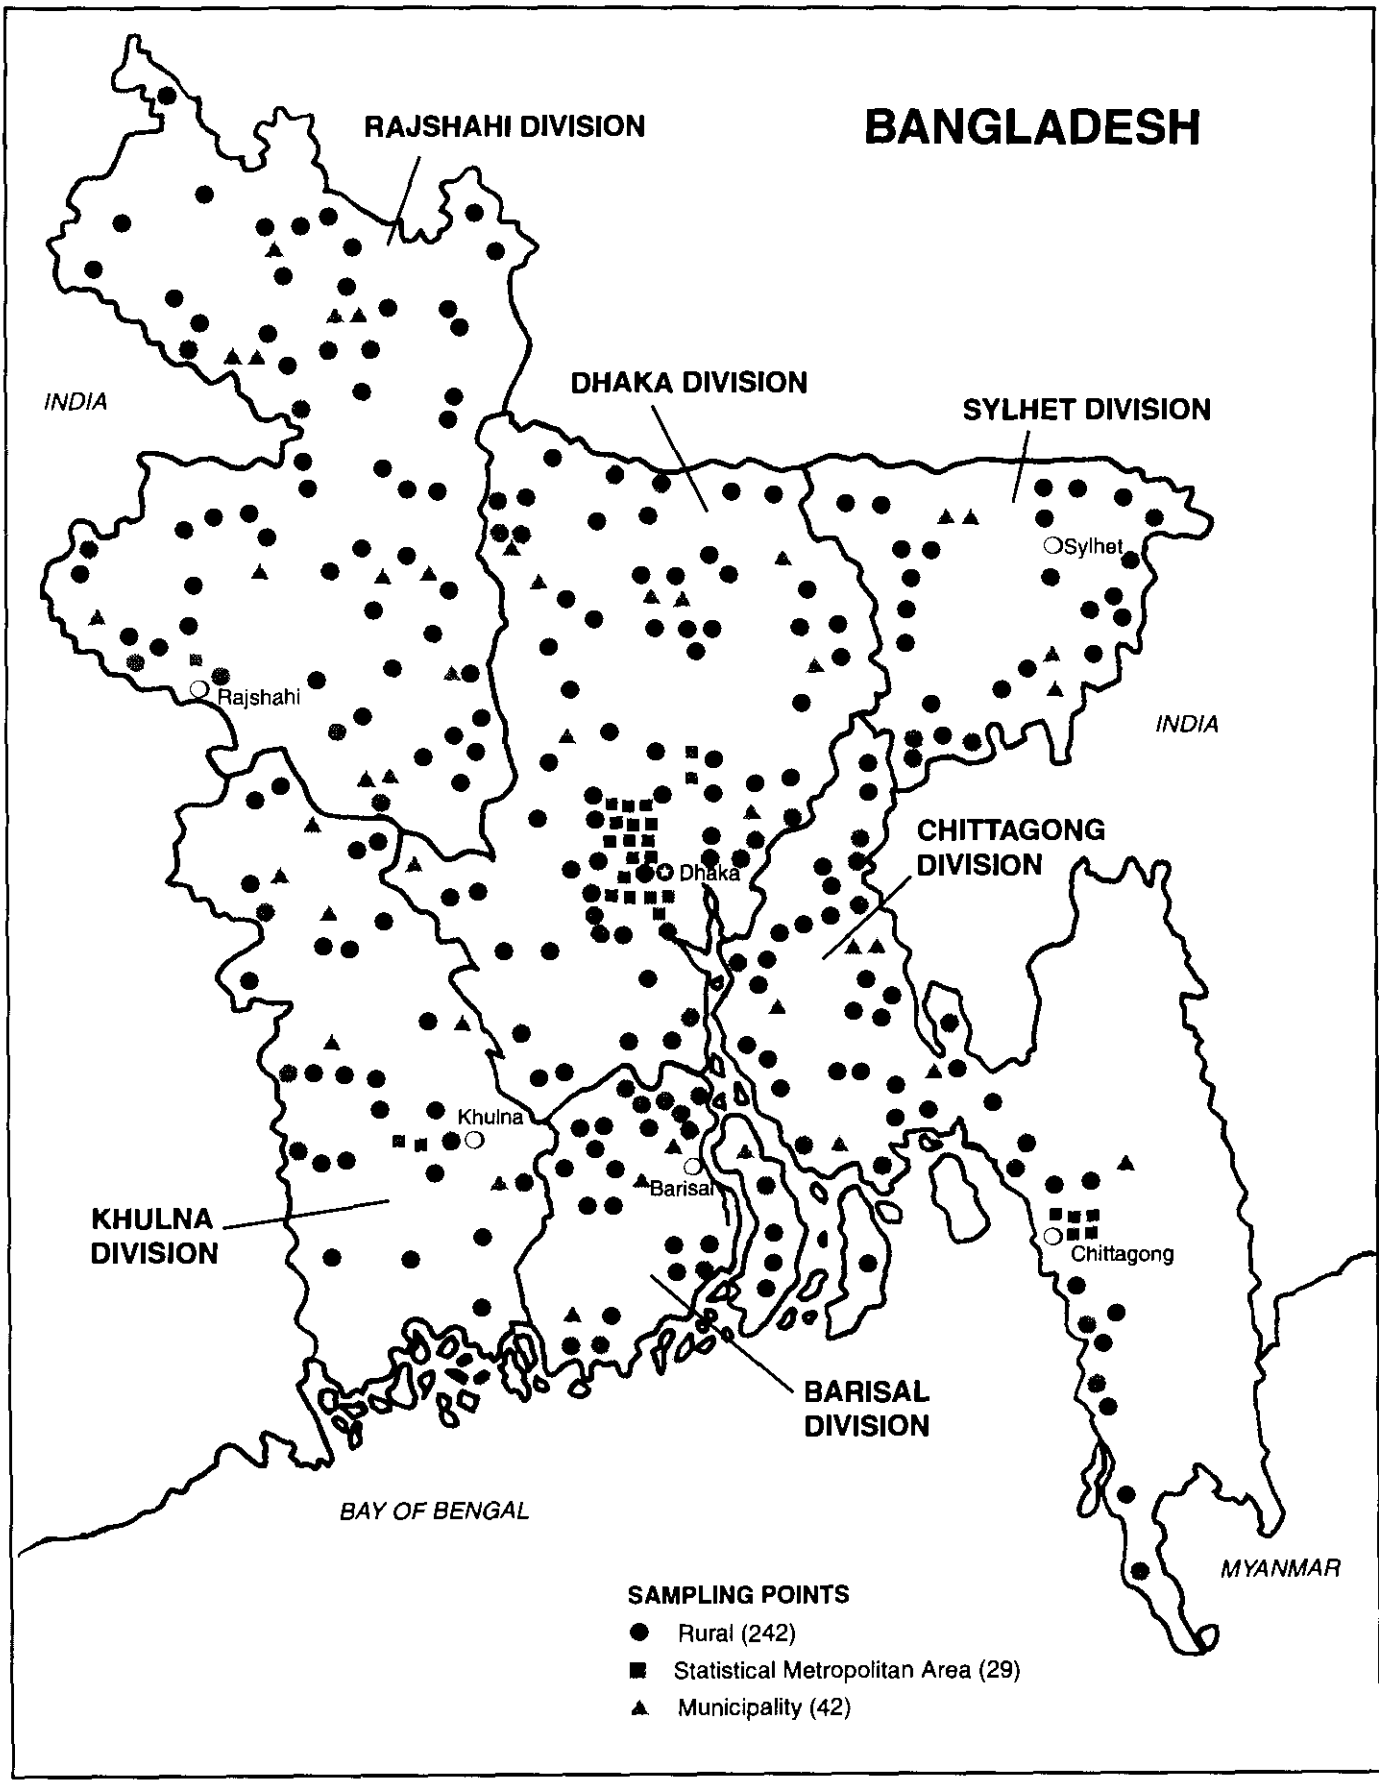 BANGLADESH
RAJSHAHI DIVISION
INDIA
DHAKA DIVISION
SYLHET DIVISION
Sylhet
Rajshahi
INDIA
CHITTAGONG
DIVISION
Dhaka
Khulna
Barisal
KHULNA
DIVISION
Chittagong
BARISAL
DIVISION
BAY OF BENGAL
MYANMAR
SAMPLING POINTS
Rural (242)
Statistical Metropolitan Area (29)
Municipality (42)